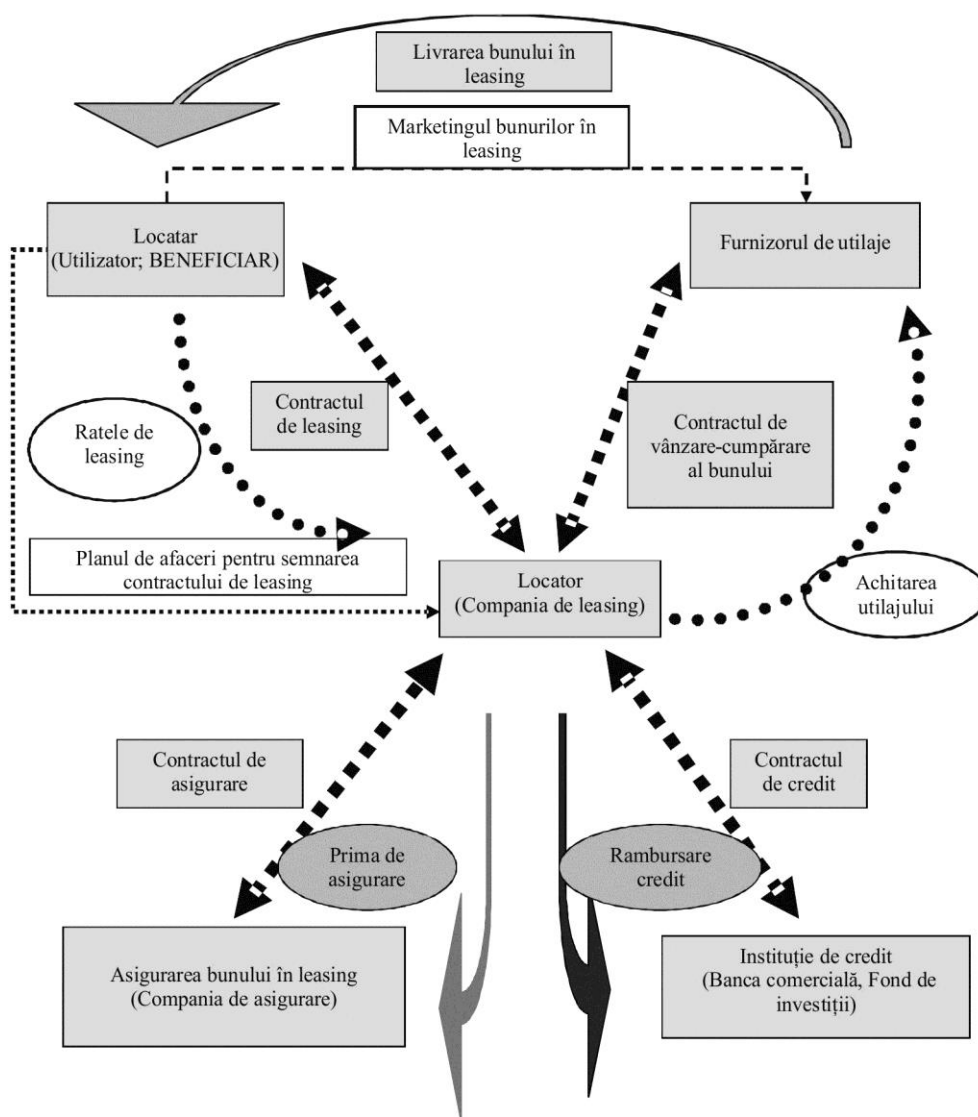 Livrarea bunului în
leasing
Marketingul bunurilor în
leasing
Locatar
(Utilizator; BENEFICIAR)
Furnizorul de utilaje
Contractul
de leasing
Contractul de
vânzare-cumpărare
al bunului
Ratele de
leasing
Planul de afaceri pentru semnarea
contractului de leasing
Locator
(Compania de leasing)
Achitarea
utilajului
Contractul de
asigurare
Contractul
de credit
Prima de
asigurare
Rambursare
credit
Asigurarea bunului în leasing
(Compania de asigurare)
Instituție de credit
(Banca comercială, Fond de
investiții)